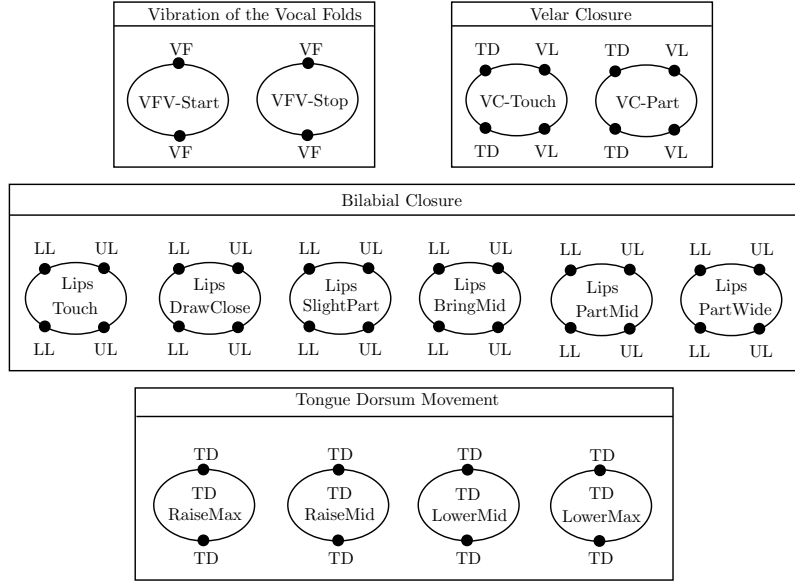 Vibration of the Vocal Folds
VF VF
VFV-Start VFV-Stop
VF VF
Velar Closure
TD VL TD VL
VC-Touch VC-Part
TD VL TD VL
Bilabial Closure
LL UL LL UL LL UL LL UL LL UL LL UL
Lips Lips Lips Lips Lips Lips
Touch DrawClose SlightPart BringMid PartMid PartWide
LL UL LL UL LL UL LL UL LL UL LL UL
Tongue Dorsum Movement
TD TD TD TD
TD TD TD TD
RaiseMax RaiseMid LowerMid LowerMax
TD TD TD TD